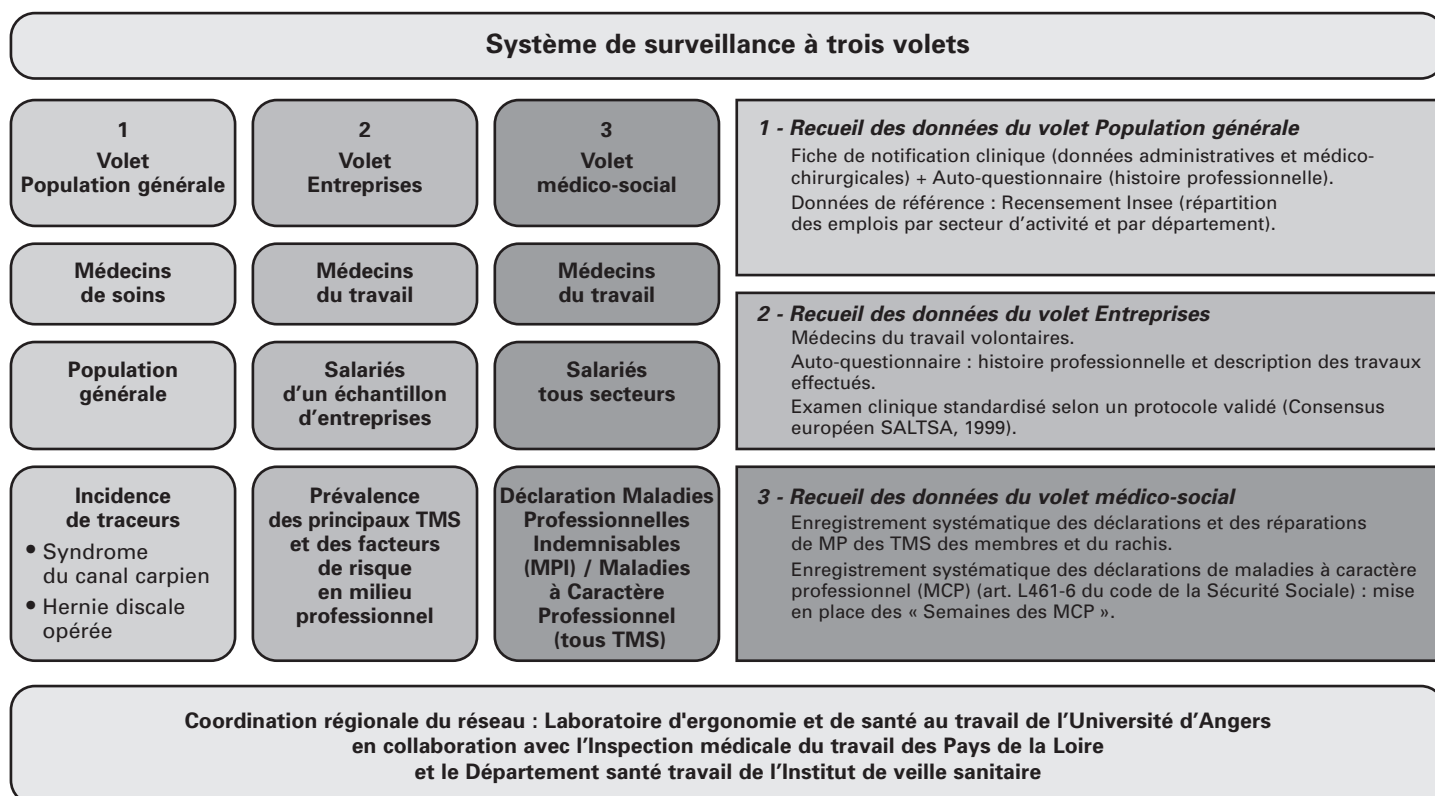 Système de surveillance à trois volets
1
Volet
Population générale
Médecins
de soins
Population
générale
Incidence
de traceurs
• Syndrome
du canal carpien
• Hernie discale
opérée
2
Volet
Entreprises
Médecins
du travail
Salariés
d'un échantillon
d'entreprises
Prévalence
des principaux TMS
et des facteurs
de risque
en milieu
professionnel
3
Volet
médico-social
Médecins
du travail
Salariés
tous secteurs
Déclaration Maladies
Professionnelles
Indemnisables
(MPI) / Maladies
à Caractère
Professionnel
(tous TMS)
1 - Recueil des données du volet Population générale
Fiche de notification clinique (données administratives et médico-
chirurgicales) + Auto-questionnaire (histoire professionnelle).
Données de référence : Recensement Insee (répartition
des emplois par secteur d'activité et par département).
2 - Recueil des données du volet Entreprises
Médecins du travail volontaires.
Auto-questionnaire : histoire professionnelle et description des travaux
effectués.
Examen clinique standardisé selon un protocole validé (Consensus
européen SALTSA, 1999).
3 - Recueil des données du volet médico-social
Enregistrement systématique des déclarations et des réparations
de MP des TMS des membres et du rachis.
Enregistrement systématique des déclarations de maladies à caractère
professionnel (MCP) (art. L461-6 du code de la Sécurité Sociale) : mise
en place des « Semaines des MCP ».
Coordination régionale du réseau : Laboratoire d'ergonomie et de santé au travail de l'Université d'Angers
en collaboration avec l'Inspection médicale du travail des Pays de la Loire
et le Département santé travail de l'Institut de veille sanitaire